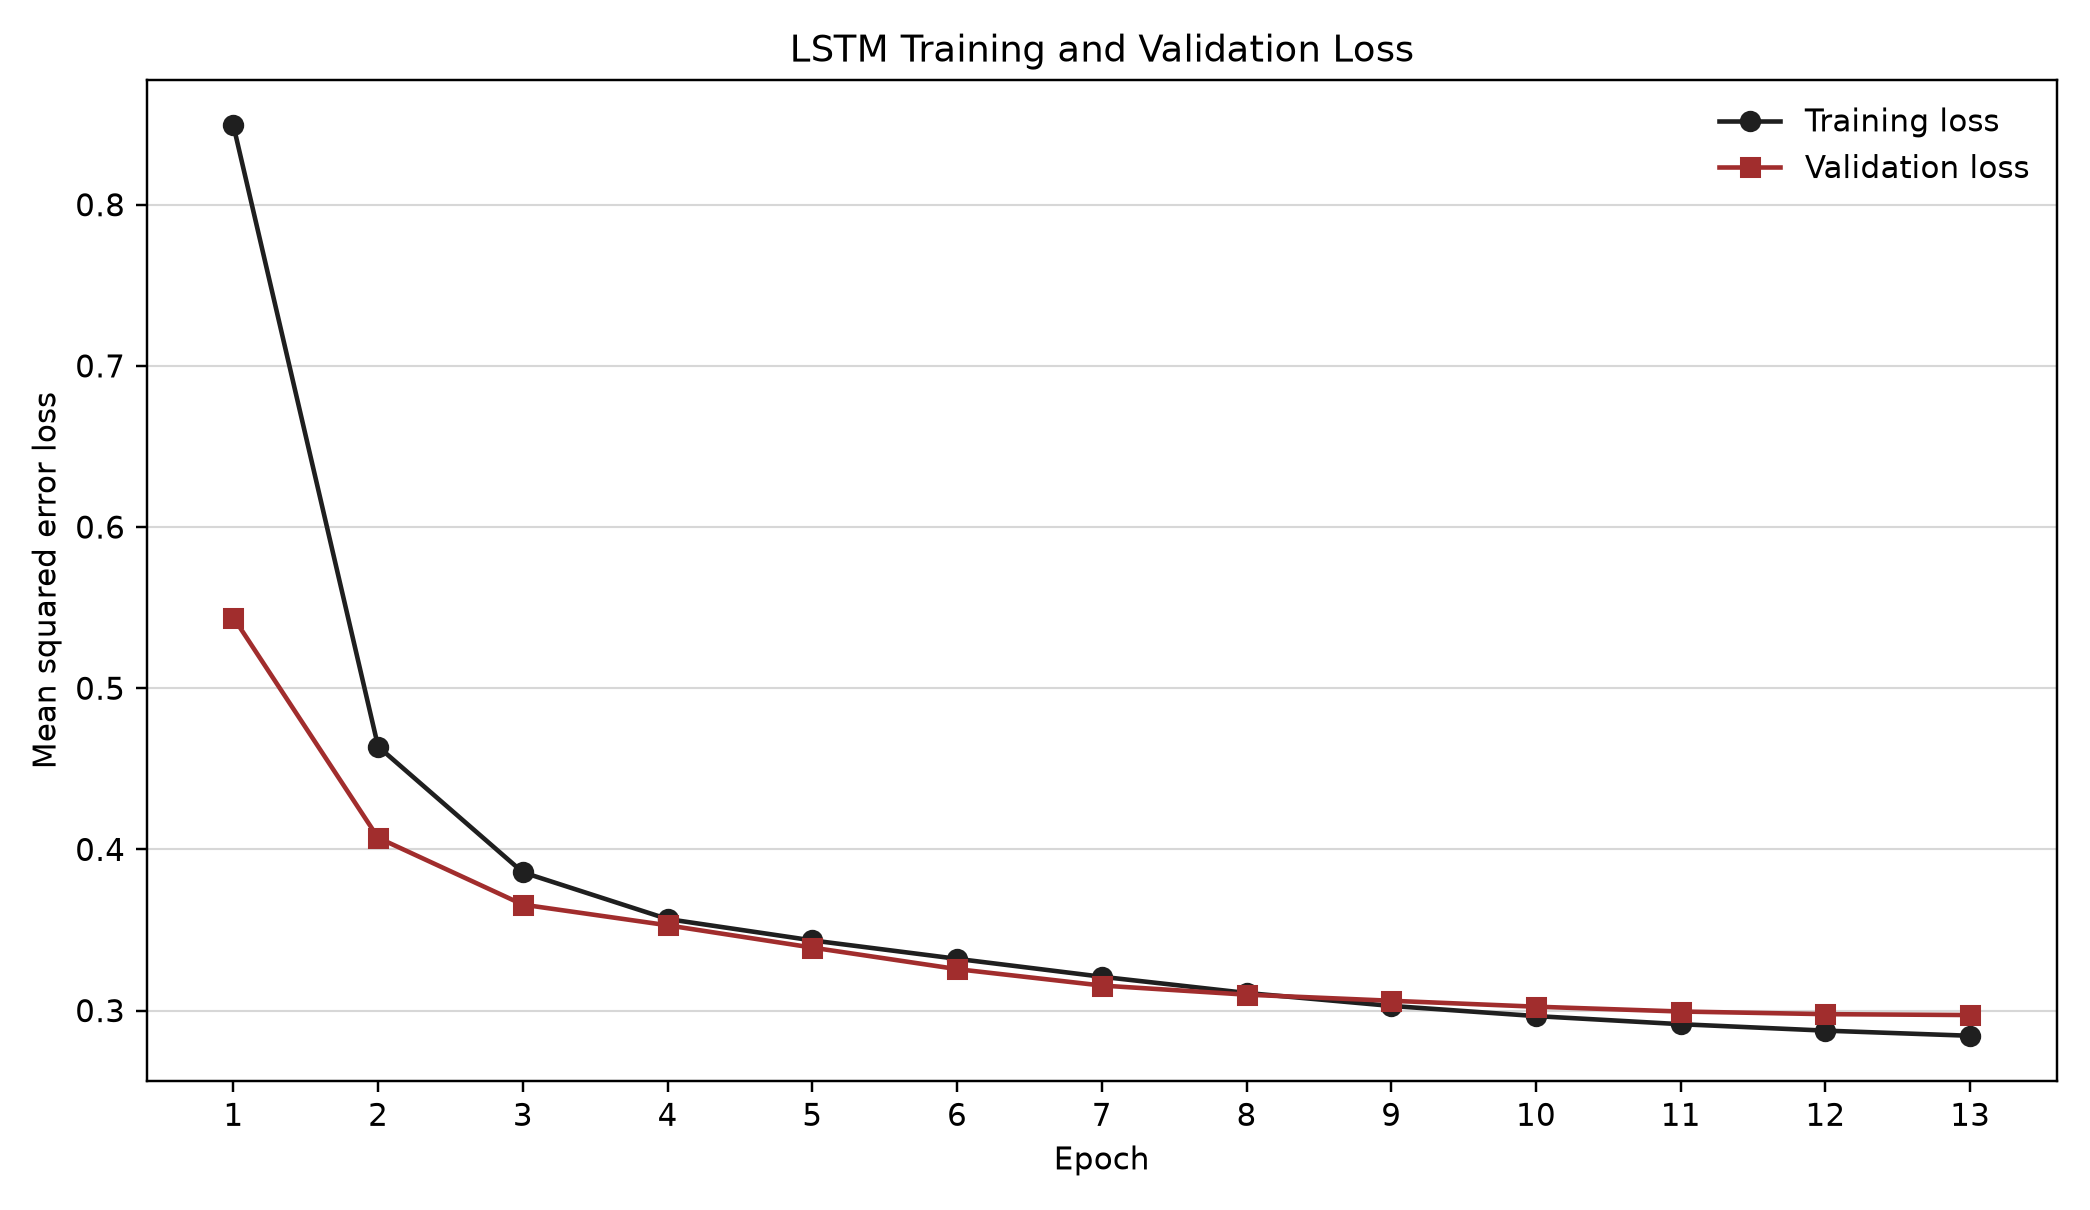 LSTM Training and Validation Loss
Training loss
Validation loss
Mean squared error loss
0.8
0.7
0.6
0.5
0.4
0.3
1 2 3 4 5 6 7 8 9 10 11 12 13
Epoch